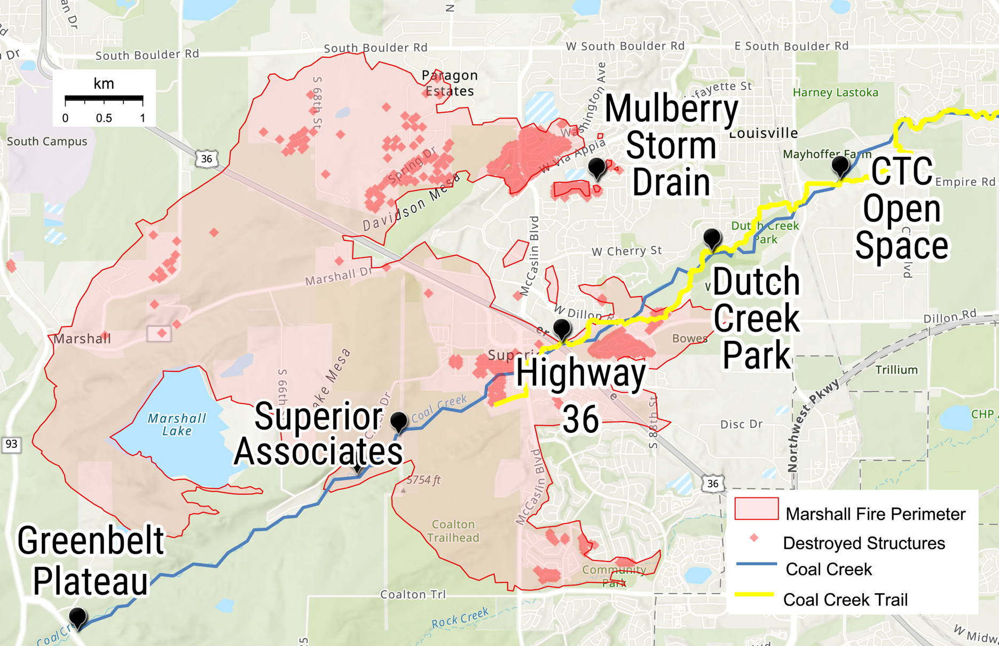 N
South Boulder Rd
South Boulder Rd
W South Boulder Rd
E South Boulder Rd
km
0 0.5 1
South Campus
36
S 68th St
Paragon
Estates
Spring Dr
Davidson Mesa
W Via Appia
Mulberry
Storm
Drain
Louisville
Harney Lastoka
Mayhoffer Farm
CTC
Open
Space
Empire Rd
Dutch Creek
Park
W Cherry St
McCaslin Blvd
Marshall Dr
W Dillon
Dutch
Creek
Park
Dillon Rd
Bowes
Marshall
Highway
36
Trillium
Northwest Pkwy
S 66th
Marshall
Lake
Superior
Associates
Coal Creek
S 88th St
Disc Dr
CHP
93
5754 ft
McCaslin Blvd
36
Coalton
Trailhead
Greenbelt
Plateau
Community
Park
Coalton Trl
Rock Creek
Marshall Fire Perimeter
Destroyed Structures
Coal Creek
Coal Creek Trail